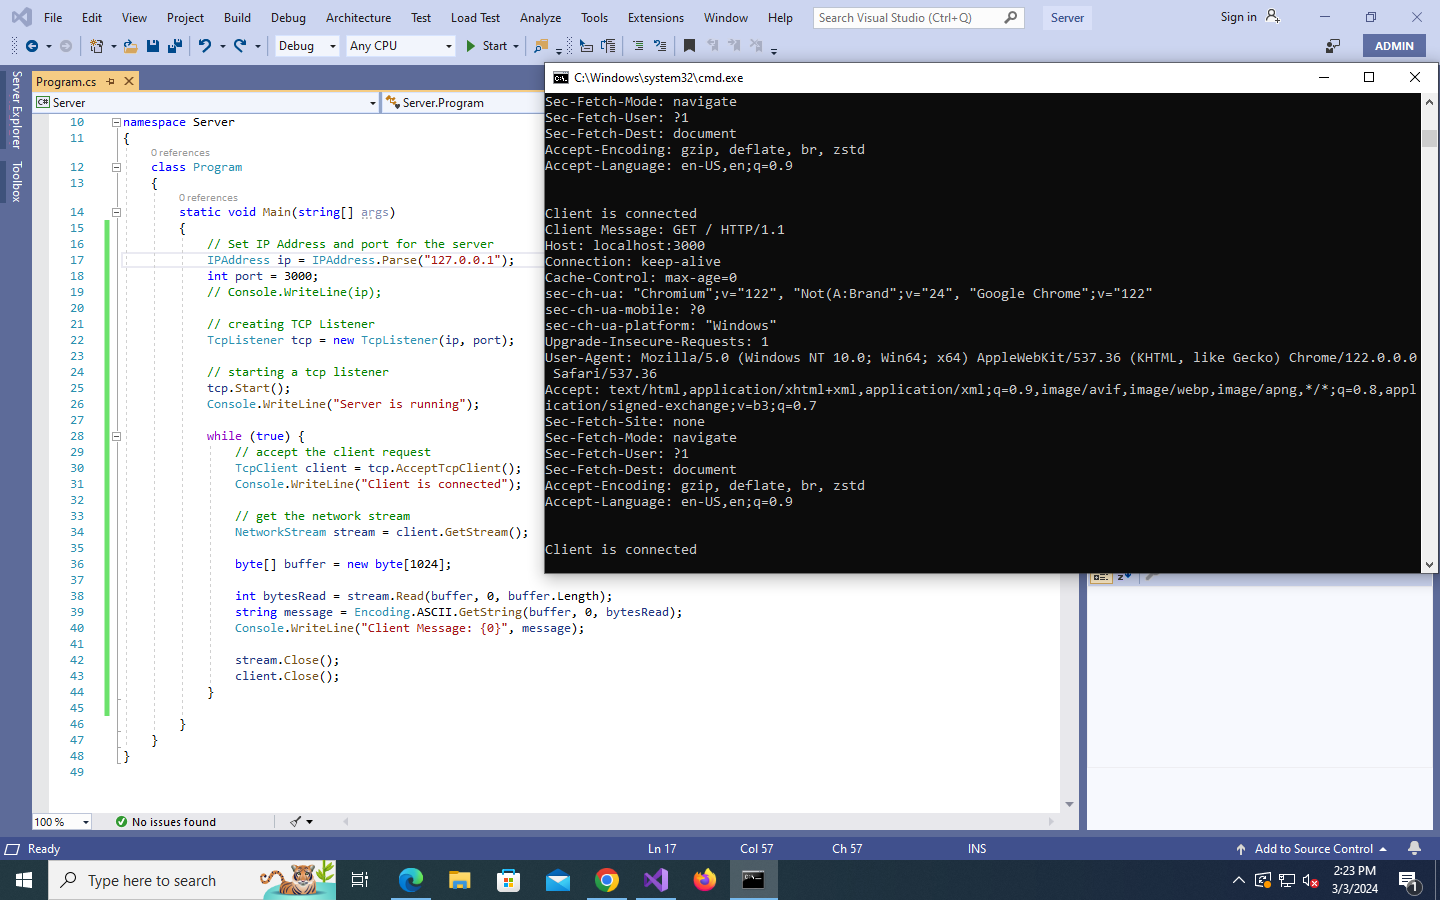 File Edit View Project Build Debug Architecture Test Load Test Analyze Tools Extensions Window Help Search Visual Studio (Ctrl+Q) Server Sign in
Debug Any CPU Start ADMIN
Server Explorer
Toolbox
Program.cs
C# Server Server.Program
10 namespace Server
11 {
0 references
12 class Program
13 {
0 references
14 static void Main(string[] args)
15 {
16 // Set IP Address and port for the server
17 IPAddress ip = IPAddress.Parse("127.0.0.1");
18 int port = 3000;
19 // Console.WriteLine(ip);
20
21 // creating TCP Listener
22 TcpListener tcp = new TcpListener(ip, port);
23
24 // starting a tcp listener
25 tcp.Start();
26 Console.WriteLine("Server is running");
27
28 while (true) {
29 // accept the client request
30 TcpClient client = tcp.AcceptTcpClient();
31 Console.WriteLine("Client is connected");
32
33 // get the network stream
34 NetworkStream stream = client.GetStream();
35
36 byte[] buffer = new byte[1024];
37
38 int bytesRead = stream.Read(buffer, 0, buffer.Length);
39 string message = Encoding.ASCII.GetString(buffer, 0, bytesRead);
40 Console.WriteLine("Client Message: {0}", message);
41
42 stream.Close();
43 client.Close();
44 }
45
46 }
47 }
48 }
49
C:\Windows\system32\cmd.exe
Sec-Fetch-Mode: navigate
Sec-Fetch-User: ?1
Sec-Fetch-Dest: document
Accept-Encoding: gzip, deflate, br, zstd
Accept-Language: en-US,en;q=0.9
Client is connected
Client Message: GET / HTTP/1.1
Host: localhost:3000
Connection: keep-alive
Cache-Control: max-age=0
sec-ch-ua: "Chromium";v="122", "Not(A:Brand";v="24", "Google Chrome";v="122"
sec-ch-ua-mobile: ?0
sec-ch-ua-platform: "Windows"
Upgrade-Insecure-Requests: 1
User-Agent: Mozilla/5.0 (Windows NT 10.0; Win64; x64) AppleWebKit/537.36 (KHTML, like Gecko) Chrome/122.0.0.0
Safari/537.36
Accept: text/html,application/xhtml+xml,application/xml;q=0.9,image/avif,image/webp,image/apng,*/*;q=0.8,appl
ication/signed-exchange;v=b3;q=0.7
Sec-Fetch-Site: none
Sec-Fetch-Mode: navigate
Sec-Fetch-User: ?1
Sec-Fetch-Dest: document
Accept-Encoding: gzip, deflate, br, zstd
Accept-Language: en-US,en;q=0.9
Client is connected
100 % No issues found
Ready Ln 17 Col 57 Ch 57 INS Add to Source Control
Type here to search
2:23 PM
3/3/2024
1